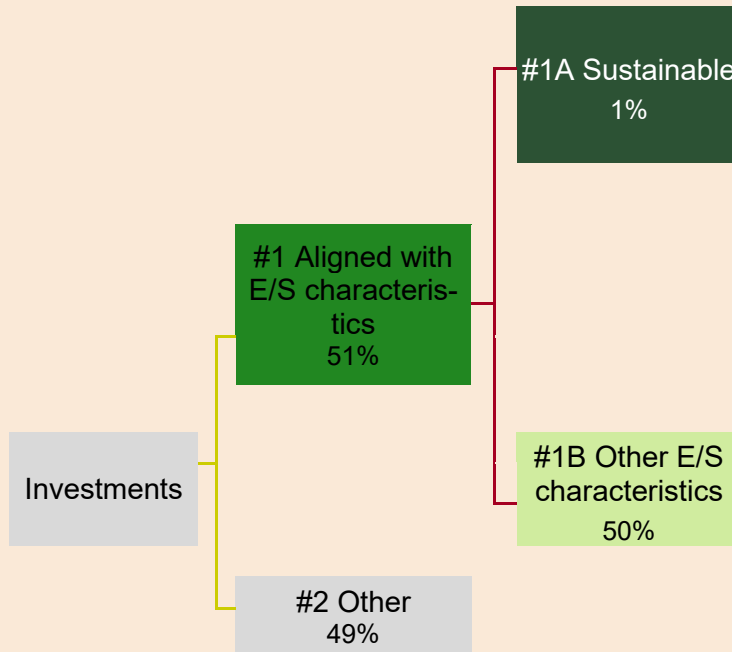 #1A Sustainable
1%
#1 Aligned with
E/S characteris-
tics
51%
Investments
#1B Other E/S
characteristics
50%
#2 Other
49%